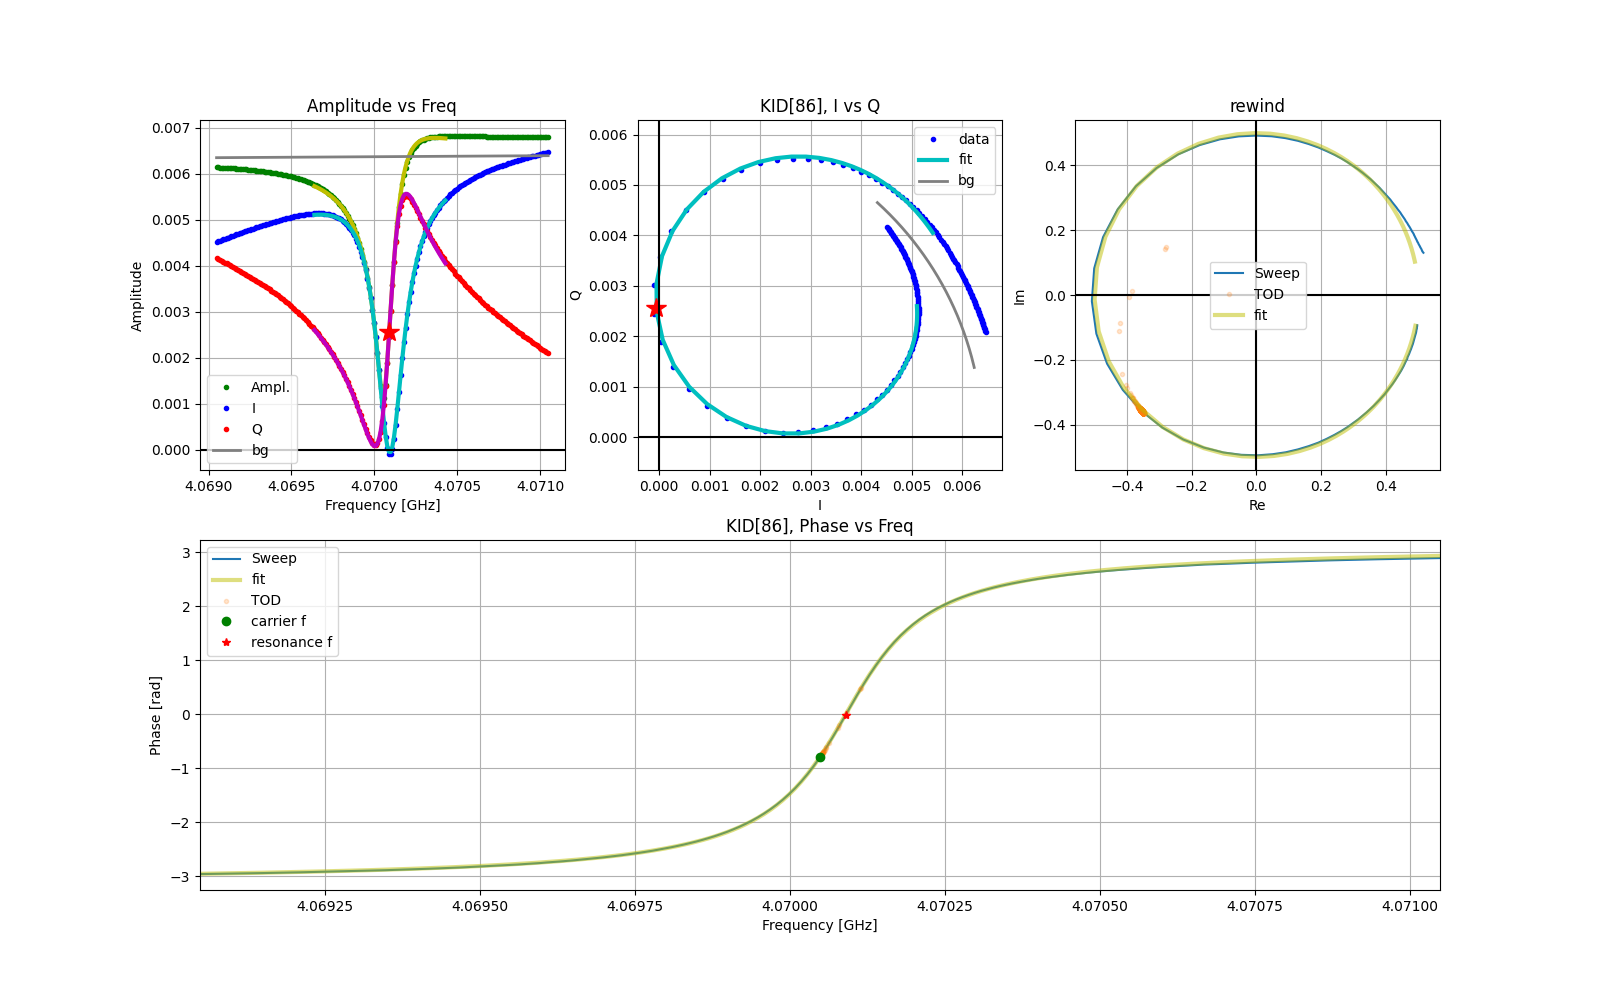 Amplitude vs Freq
0.007
0.006
0.005
0.004
0.003
0.002
0.001
0.000
Amplitude
Ampl.
I
Q
bg
4.0690 4.0695 4.0700 4.0705 4.0710
Frequency [GHz]
KID[86], I vs Q
0.006
0.005
0.004
0.003
0.002
0.001
0.000
Q
data
fit
bg
0.000 0.001 0.002 0.003 0.004 0.005 0.006
I
rewind
0.4
0.2
0.0
−0.2
−0.4
Im
Sweep
TOD
fit
−0.4 −0.2 0.0 0.2 0.4
Re
KID[86], Phase vs Freq
3
2
1
0
−1
−2
−3
Phase [rad]
Sweep
fit
TOD
carrier f
resonance f
4.06925 4.06950 4.06975 4.07000 4.07025 4.07050 4.07075 4.07100
Frequency [GHz]